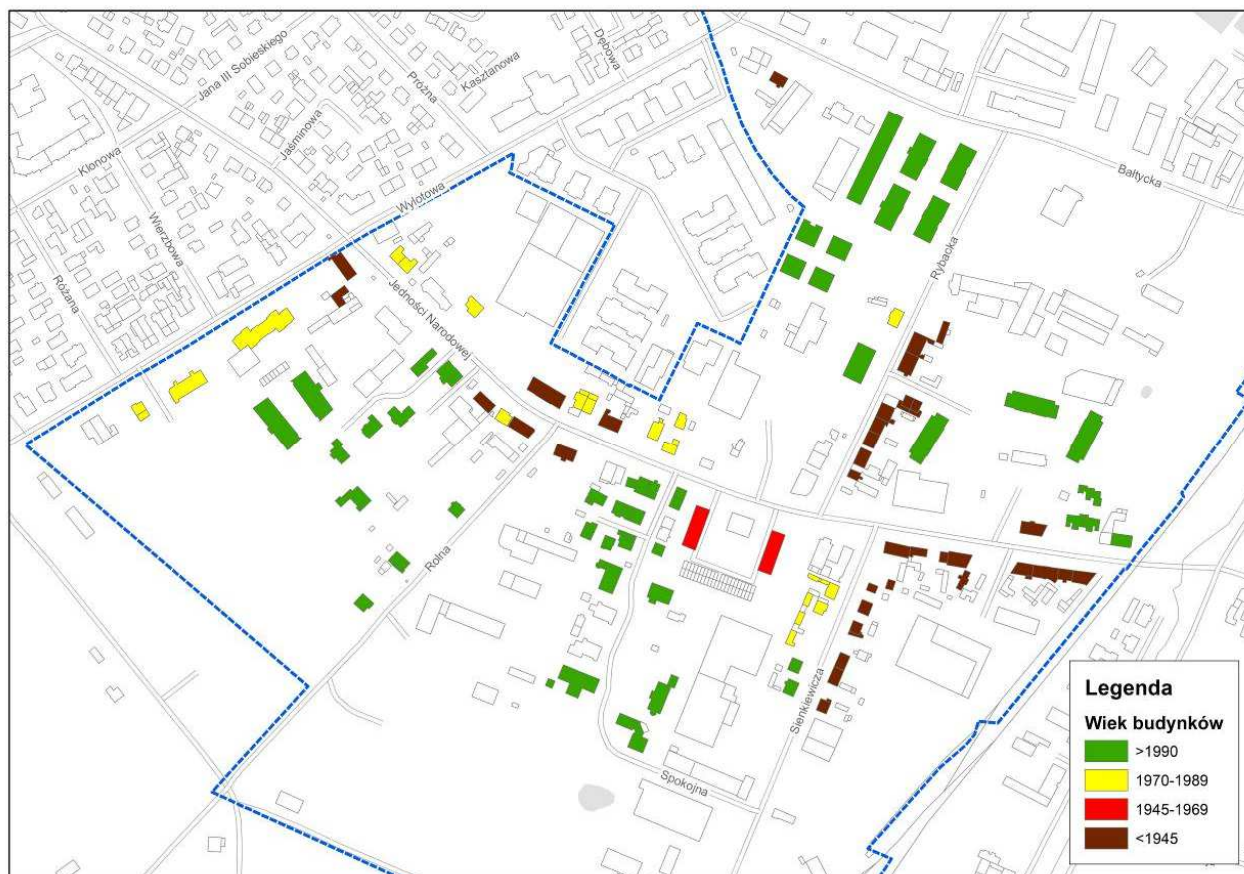 Jana III Sobieskiego
Próżna
Kasztanowa
Dębowa
Klonowa
Jaśminowa
Wierzbowa
Różana
Wylotowa
Bałtycka
Rybacka
Jedności Narodowej
Rolna
Sienkiewicza
Spokojna
Legenda
Wiek budynków
>1990
1970-1989
1945-1969
<1945